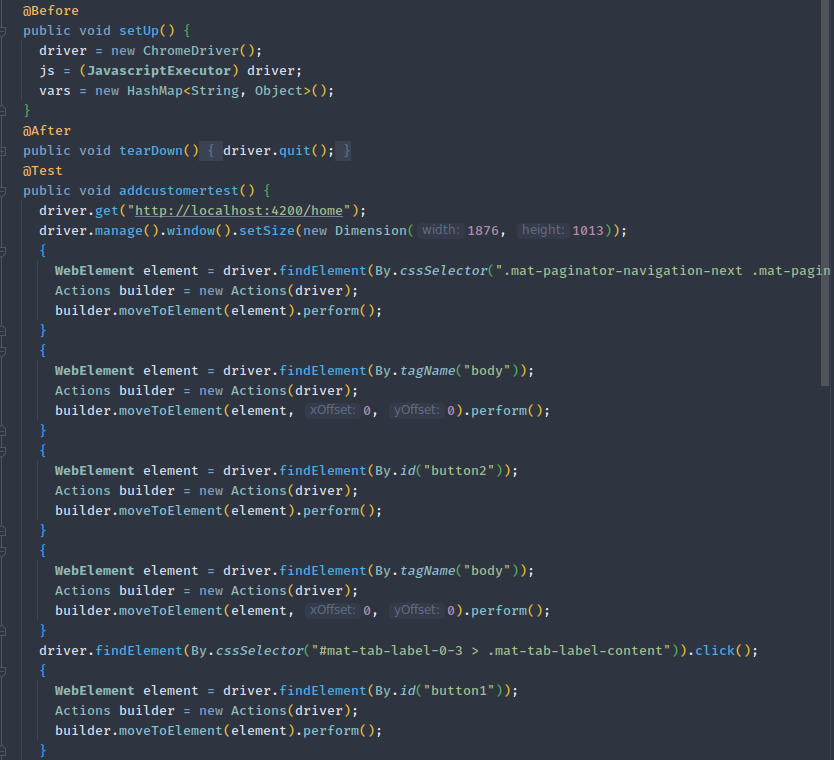 @Before
public void setUp() {
driver = new ChromeDriver();
js = (JavascriptExecutor) driver;
vars = new HashMap<String, Object>();
}
@After
public void tearDown() { driver.quit(); }
@Test
public void addcustomertest() {
driver.get("http://localhost:4200/home");
driver.manage().window().setSize(new Dimension( width: 1876, height: 1013));
{
WebElement element = driver.findElement(By.cssSelector(".mat-paginator-navigation-next .mat-pagin
Actions builder = new Actions(driver);
builder.moveToElement(element).perform();
}
{
WebElement element = driver.findElement(By.tagName("body"));
Actions builder = new Actions(driver);
builder.moveToElement(element, xOffset: 0, yOffset: 0).perform();
}
{
WebElement element = driver.findElement(By.id("button2"));
Actions builder = new Actions(driver);
builder.moveToElement(element).perform();
}
{
WebElement element = driver.findElement(By.tagName("body"));
Actions builder = new Actions(driver);
builder.moveToElement(element, xOffset: 0, yOffset: 0).perform();
}
driver.findElement(By.cssSelector("#mat-tab-label-0-3 > .mat-tab-label-content")).click();
{
WebElement element = driver.findElement(By.id("button1"));
Actions builder = new Actions(driver);
builder.moveToElement(element).perform();
}